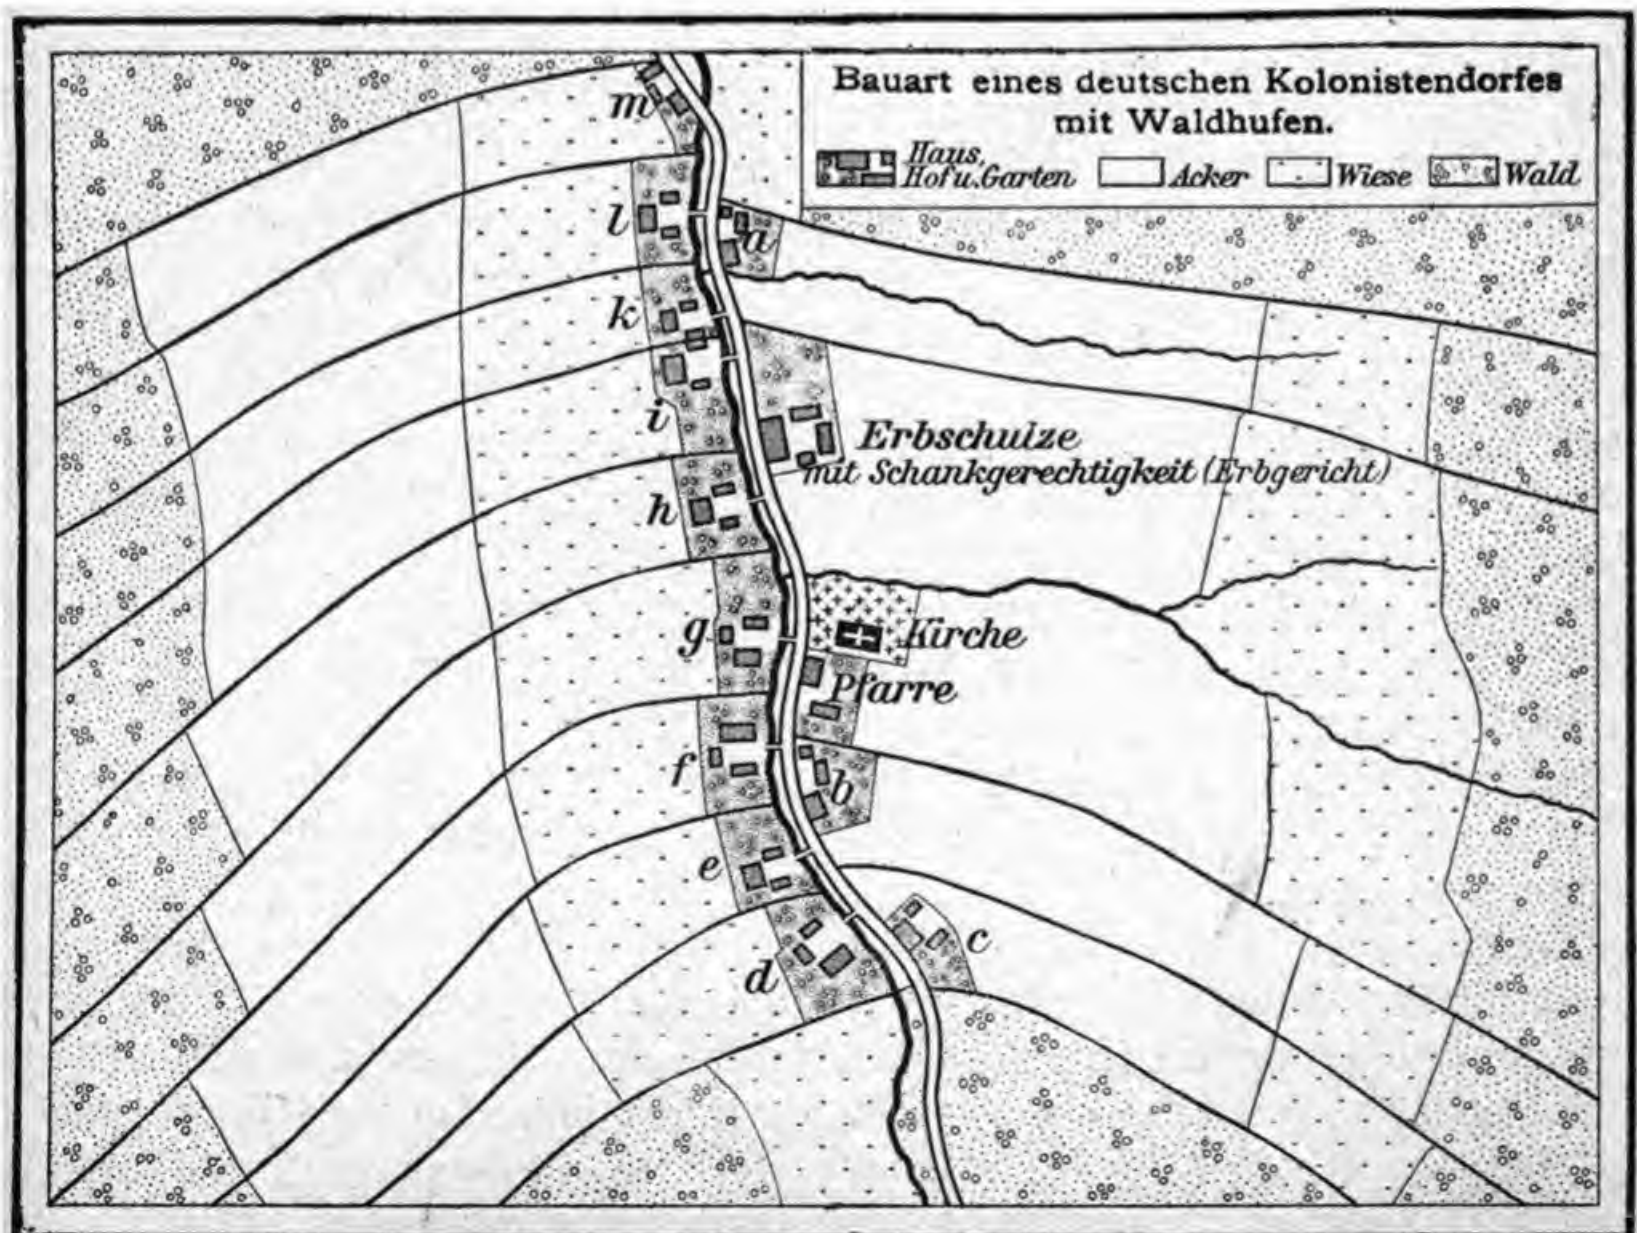 Bauart eines deutschen Kolonistendorfes
mit Waldhufen.
Haus,
Hof u. Garten
Acker
Wiese
Wald
m
l
a
k
i
Erbschulze
mit Schankgerechtigkeit (Erbgericht)
h
g
Kirche
Pfarre
f
b
e
c
d